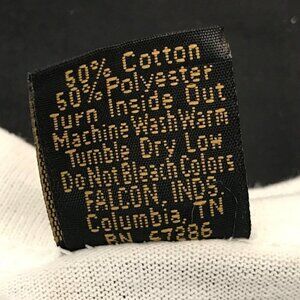 50% Cotton
50% Polyester
Turn Inside Out
Machine Wash Warm
Tumble Dry Low
Do Not Bleach Colors
FALCON, INDS.
Columbia, TN
RN